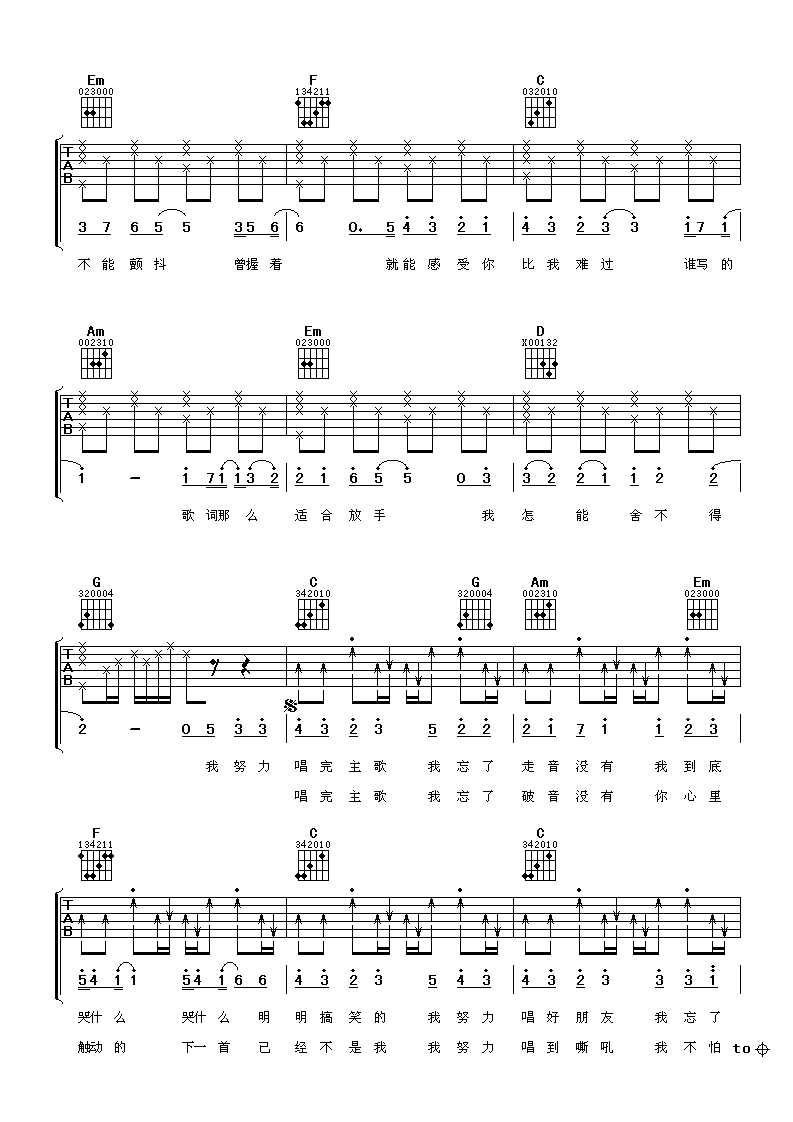 Em F C
023000 134211 032010
T
A
B
3 7 6 5 5 3 5 6 6 0. 5 4 3 2 1 4 3 2 3 3 1 7 1
不 能 颤 抖 曾 握 着 就 能 感 受 你 比 我 难 过 谁 写 的
Am Em D
002310 023000 X00132
T
A
B
1 - 1 7 1 1 3 2 2 1 6 5 5 0 3 3 2 2 1 1 2 2
歌 词 那 么 适 合 放 手 我 怎 能 舍 不 得
G C G Am Em
320004 342010 320004 002310 023000
T
A
B
2 - 0 5 3 3 4 3 2 3 5 2 2 2 1 7 1 1 2 3
我 努 力 唱 完 主 歌 我 忘 了 走 音 没 有 我 到 底
唱 完 主 歌 我 忘 了 破 音 没 有 你 心 里
F C C
134211 342010 342010
T
A
B
5 4 1 1 5 4 1 6 6 4 3 2 3 5 4 3 4 3 2 3 3 3 1
哭 什 么 哭 什 么 明 明 搞 笑 的 我 努 力 唱 好 朋 友 我 忘 了
触 动 的 下 一 首 已 经 不 是 我 我 努 力 唱 到 嘶 吼 我 不 怕 to